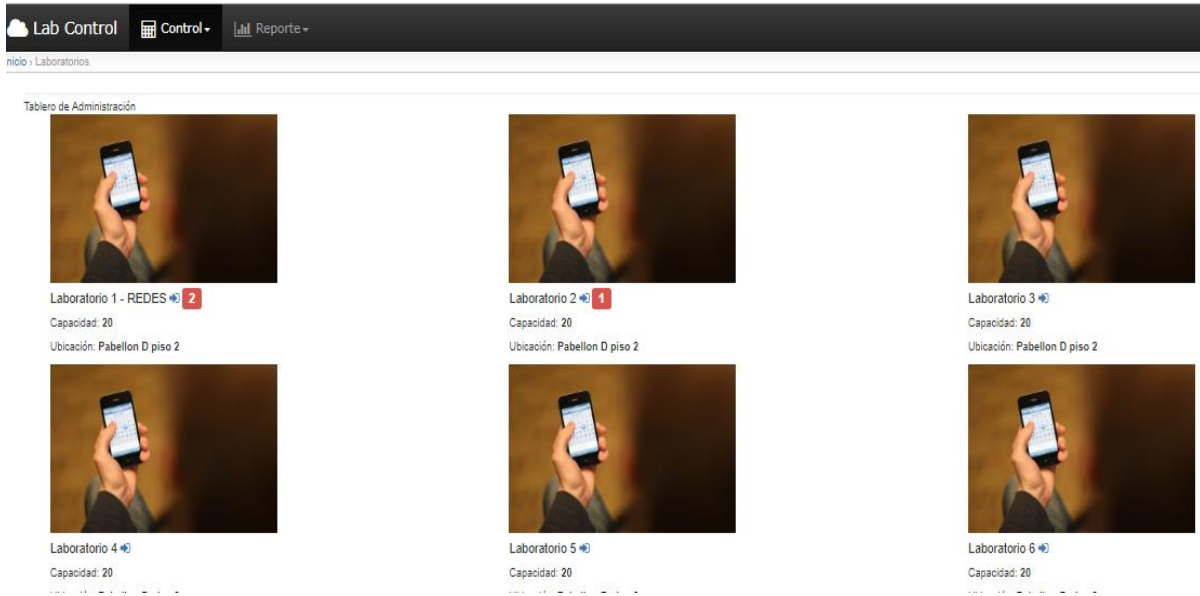 Lab Control Control Reporte
nicio › Laboratorios
Tablero de Administración
Laboratorio 1 - REDES 2
Capacidad: 20
Ubicación: Pabellon D piso 2
Laboratorio 2 1
Capacidad: 20
Ubicación: Pabellon D piso 2
Laboratorio 3
Capacidad: 20
Ubicación: Pabellon D piso 2
Laboratorio 4
Capacidad: 20
Laboratorio 5
Capacidad: 20
Laboratorio 6
Capacidad: 20